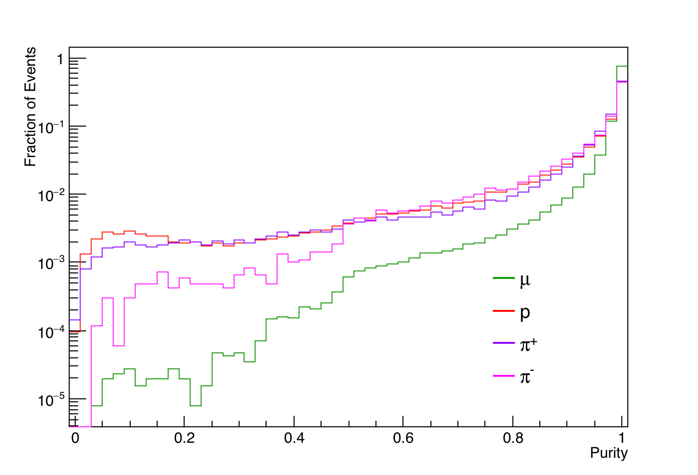 Fraction of Events
1
10⁻¹
10⁻²
10⁻³
10⁻⁴
10⁻⁵
μ
p
π⁺
π⁻
0 0.2 0.4 0.6 0.8 1
Purity